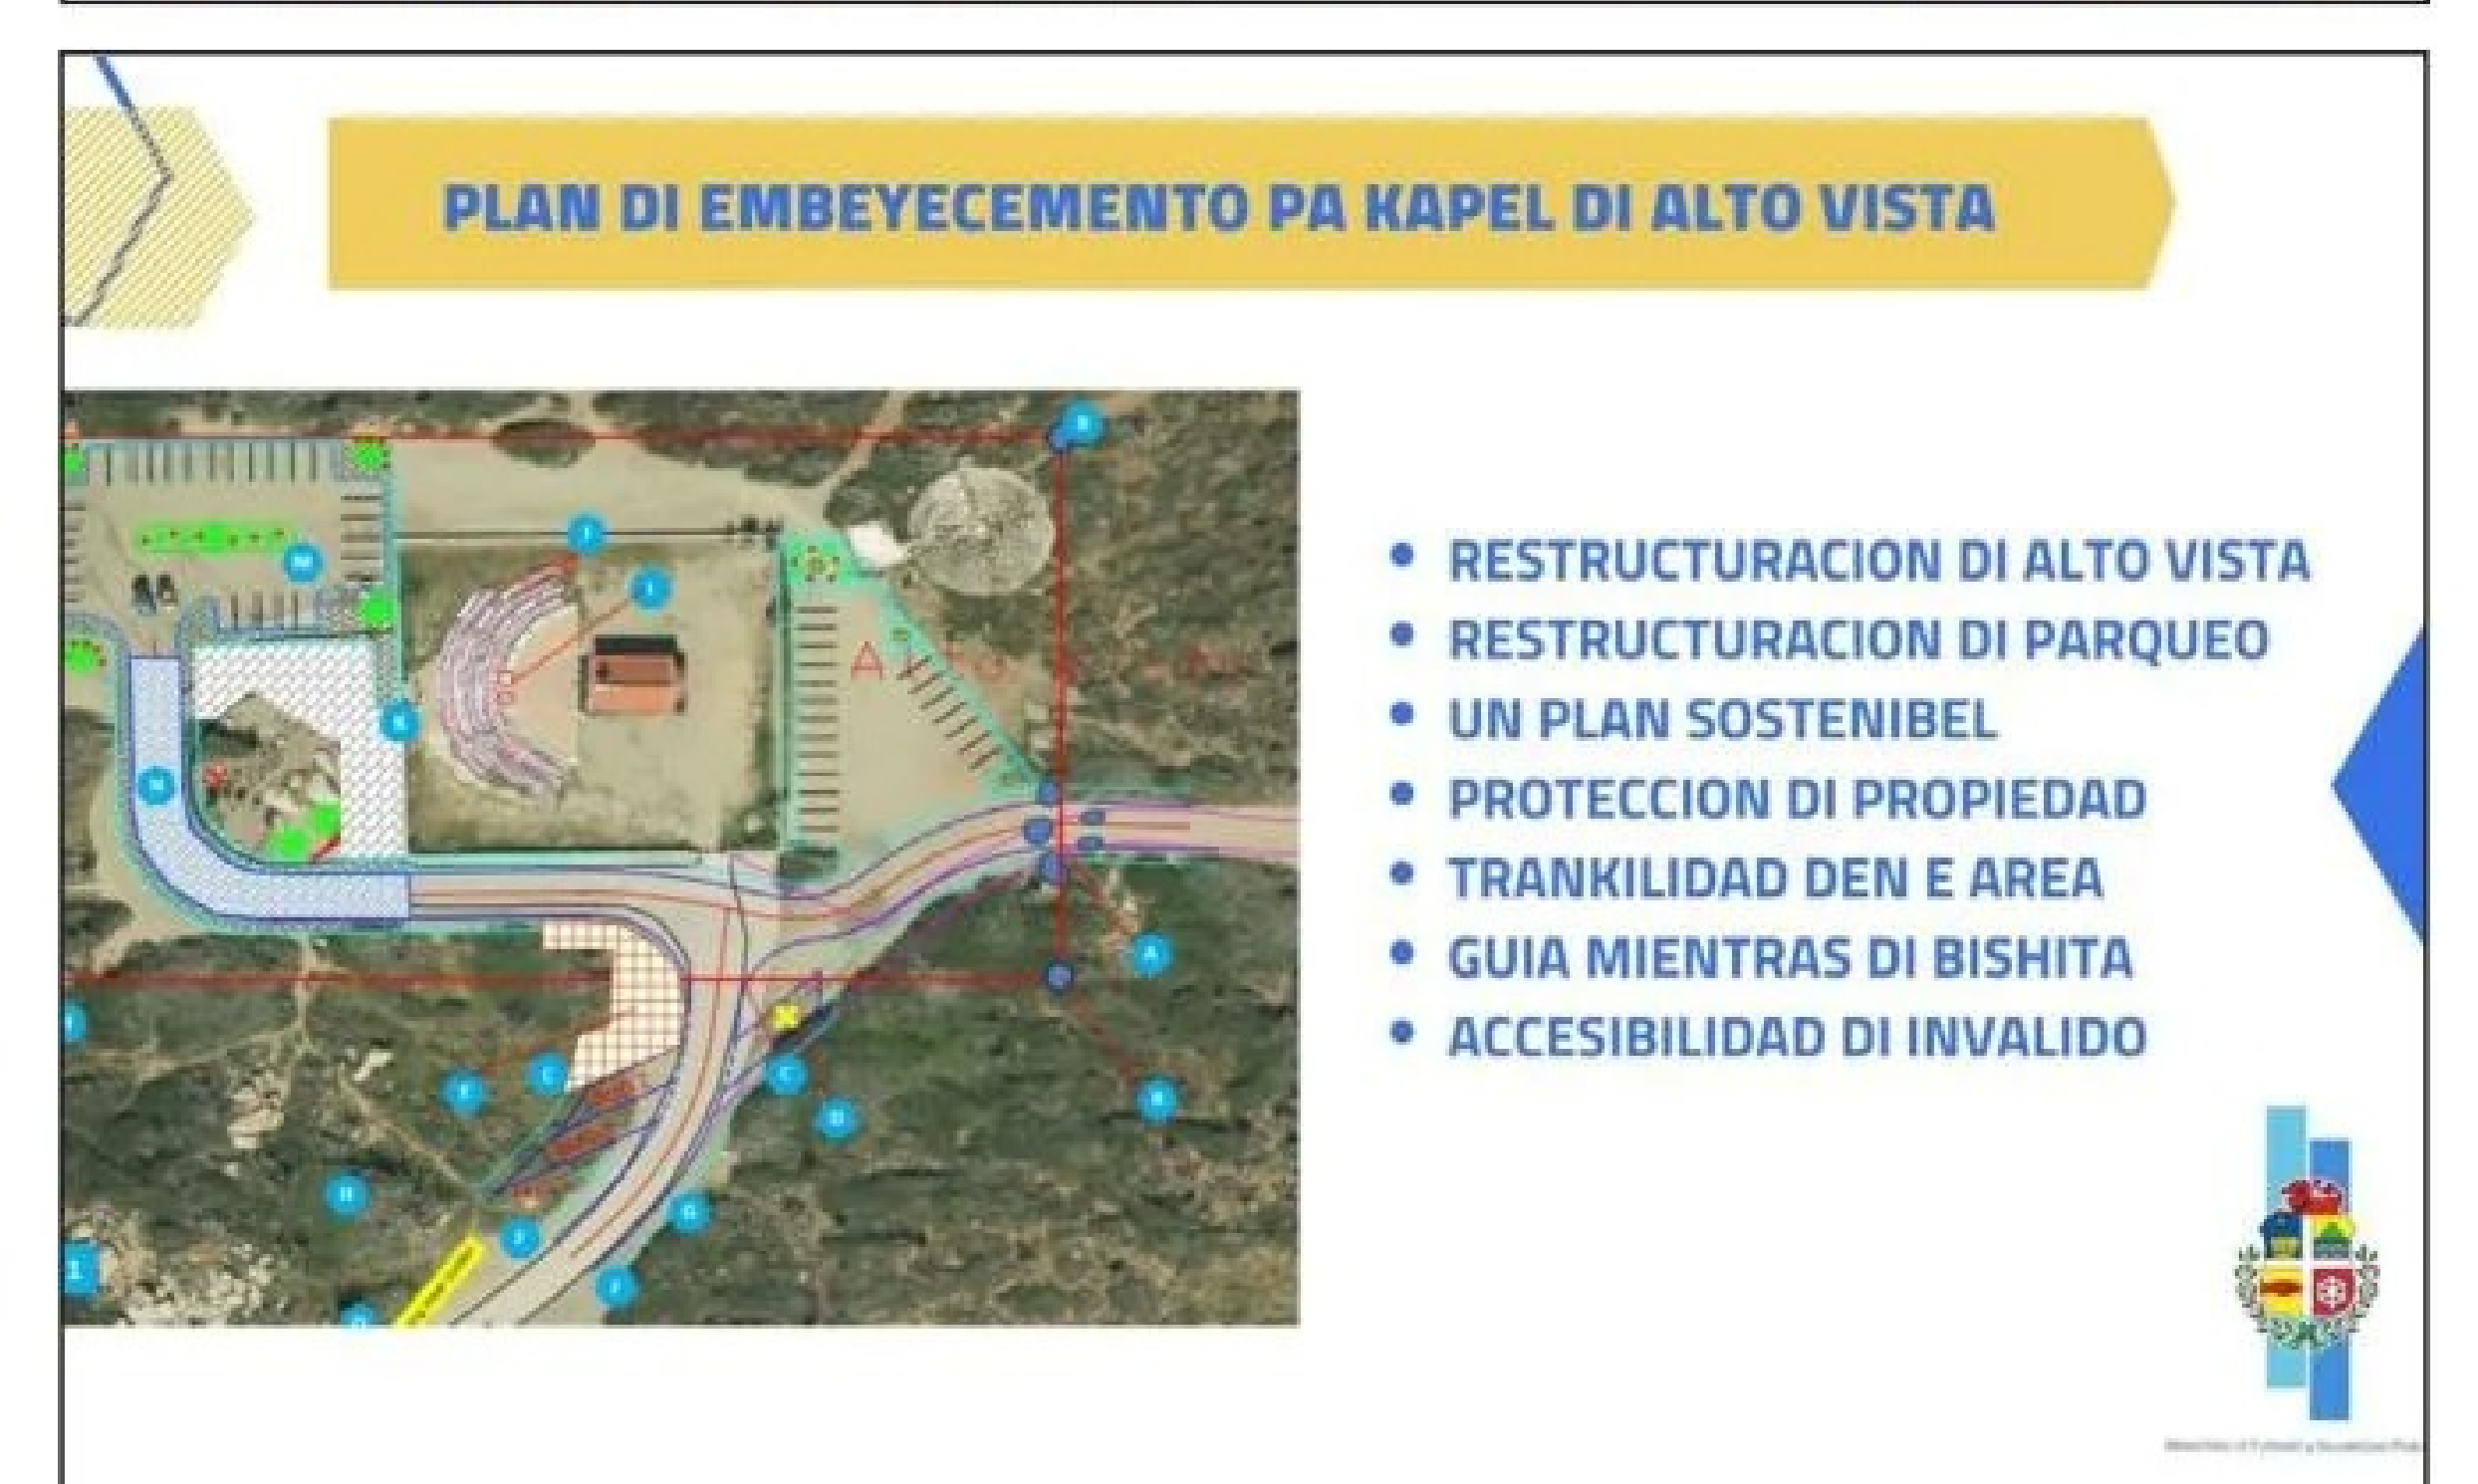 PLAN DI EMBEYECEMENTO PA KAPEL DI ALTO VISTA
RESTRUCTURACION DI ALTO VISTA
RESTRUCTURACION DI PARQUEO
UN PLAN SOSTENIBEL
PROTECCION DI PROPIEDAD
TRANKILIDAD DEN E AREA
GUIA MIENTRAS DI BISHITA
ACCESIBILIDAD DI INVALIDO
A
C
G